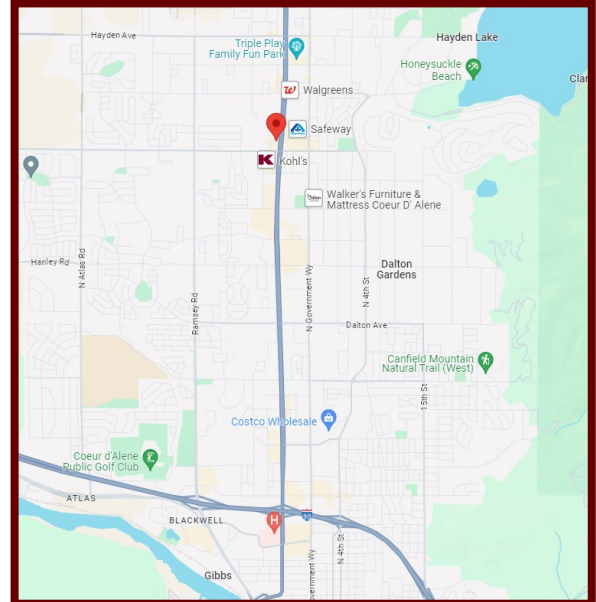 Hayden Ave
Triple Play
Family Fun Park
Hayden Lake
Honeysuckle
Beach
Clar
Walgreens
Safeway
K
Kohl's
Walker's Furniture &
Mattress Coeur D' Alene
Hanley Rd
N Atlas Rd
Ramsey Rd
N Government Wy
N 4th St
Dalton
Gardens
Dalton Ave
Canfield Mountain
Natural Trail (West)
15th St
Costco Wholesale
Coeur d'Alene
Public Golf Club
ATLAS
BLACKWELL
H
90
N 4th St
vernment Wy
Gibbs